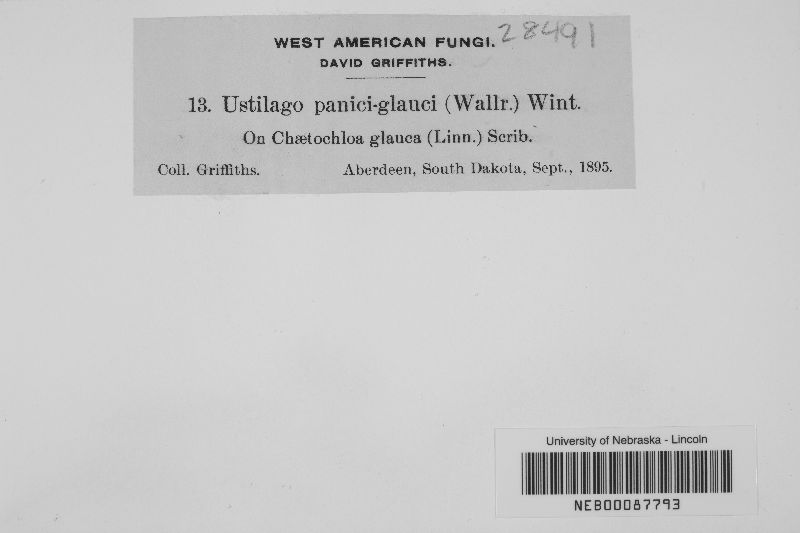 WEST AMERICAN FUNGI. 28491
DAVID GRIFFITHS.
13. Ustilago panici-glauci (Wallr.) Wint.
On Chætochloa glauca (Linn.) Scrib.
Coll. Griffiths. Aberdeen, South Dakota, Sept., 1895.
University of Nebraska - Lincoln
NEB00087793